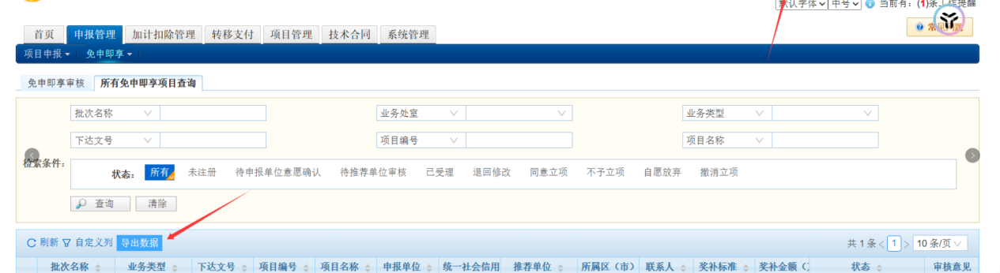 默认字体 中号 当前有：(1)条工作提醒
首页 申报管理 加计扣除管理 转移支付 项目管理 技术合同 系统管理
项目申报 免申即享
免申即享审核 所有免申即享项目查询
批次名称 业务处室 业务类型
下达文号 项目编号 项目名称
检索条件:
状态: 所有 未注册 待申报单位意愿确认 待推荐单位审核 已受理 退回修改 同意立项 不予立项 自愿放弃 撤消立项
查询 清除
刷新 自定义列 导出数据 共 1 条 < 1 > 10 条/页
批次名称 业务类型 下达文号 项目编号 项目名称 申报单位 统一社会信用 推荐单位 所属区（市） 联系人 奖补标准 奖补金额 状态 审核意见